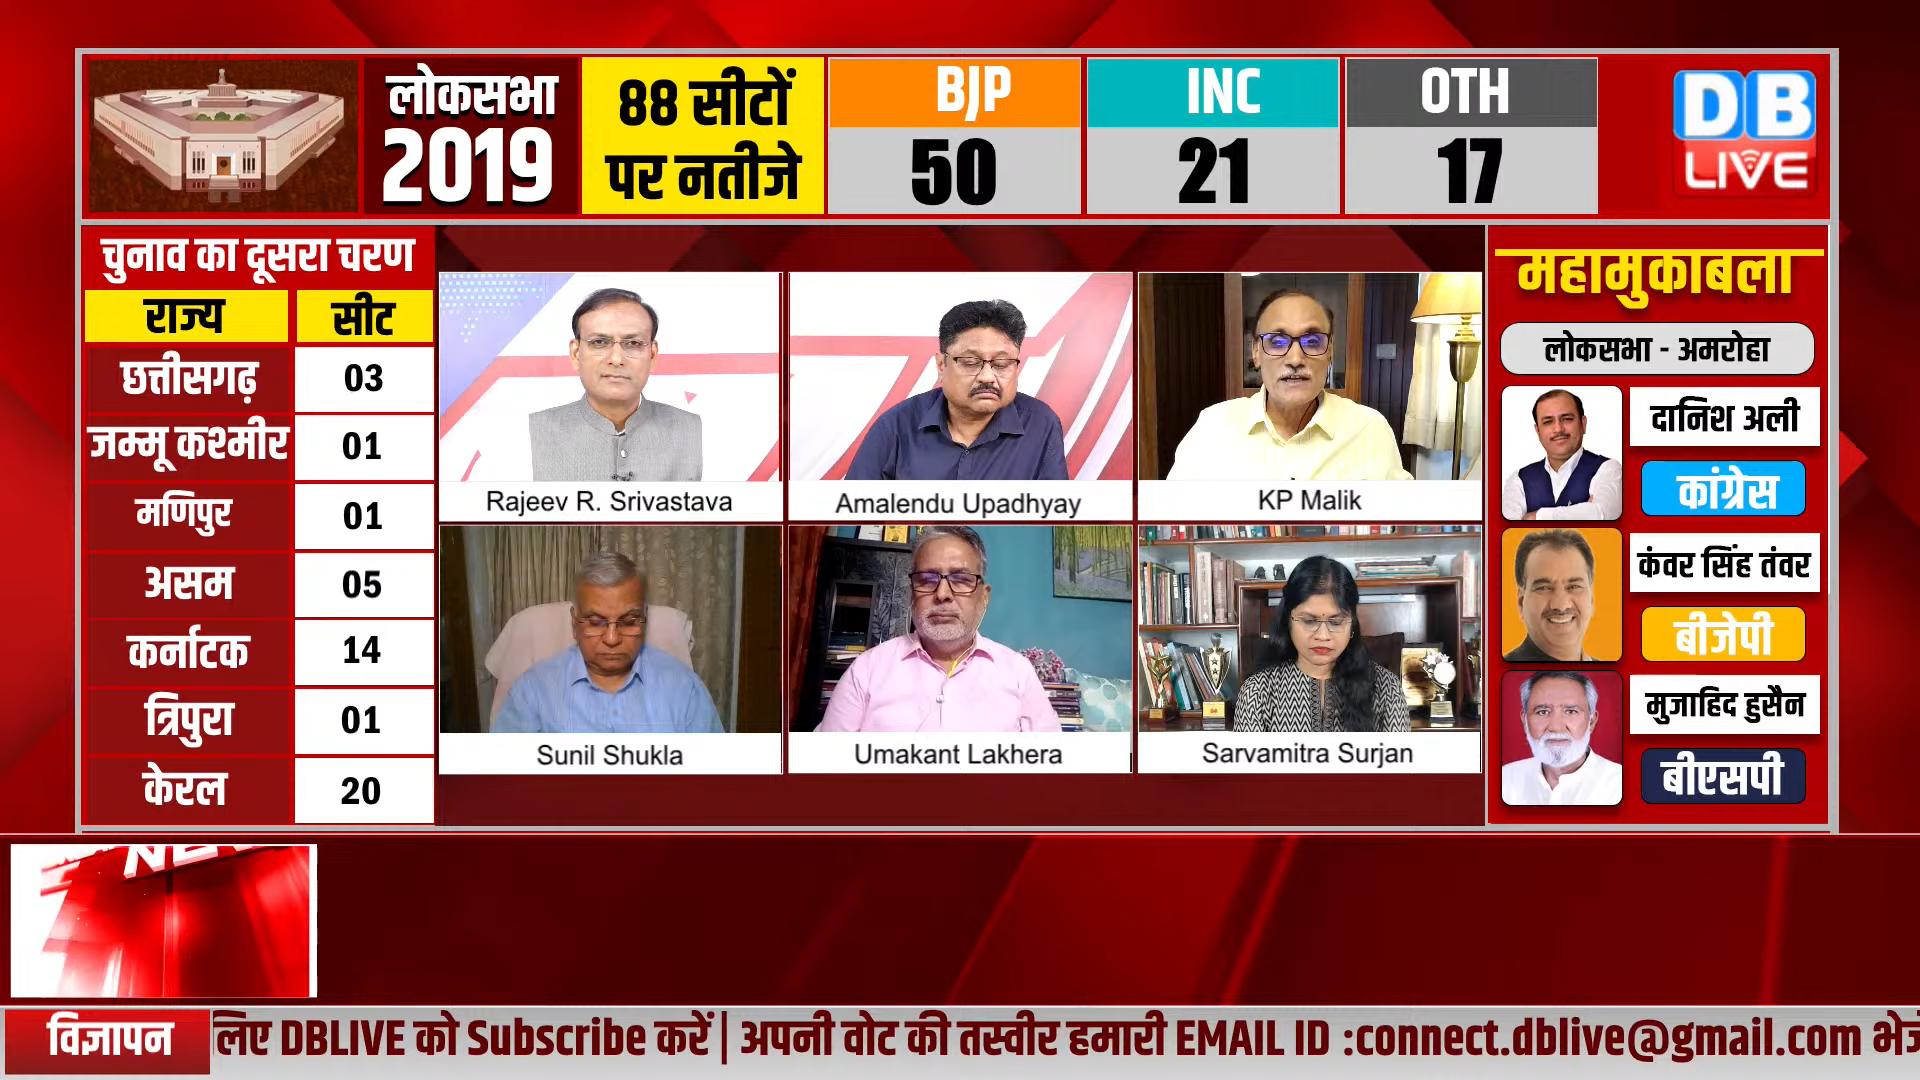 लोकसभा
2019
88 सीटों
पर नतीजे
BJP
50
INC
21
OTH
17
DB
LIVE
चुनाव का दूसरा चरण
राज्य सीट
छत्तीसगढ़ 03
जम्मू कश्मीर 01
मणिपुर 01
असम 05
कर्नाटक 14
त्रिपुरा 01
केरल 20
Rajeev R. Srivastava
Amalendu Upadhyay
KP Malik
Sunil Shukla
Umakant Lakhera
Sarvamitra Surjan
महामुकाबला
लोकसभा - अमरोहा
दानिश अली
कांग्रेस
कंवर सिंह तंवर
बीजेपी
मुजाहिद हुसैन
बीएसपी
विज्ञापन
लिए DBLIVE को Subscribe करें | अपनी वोट की तस्वीर हमारी EMAIL ID :connect.dblive@gmail.com